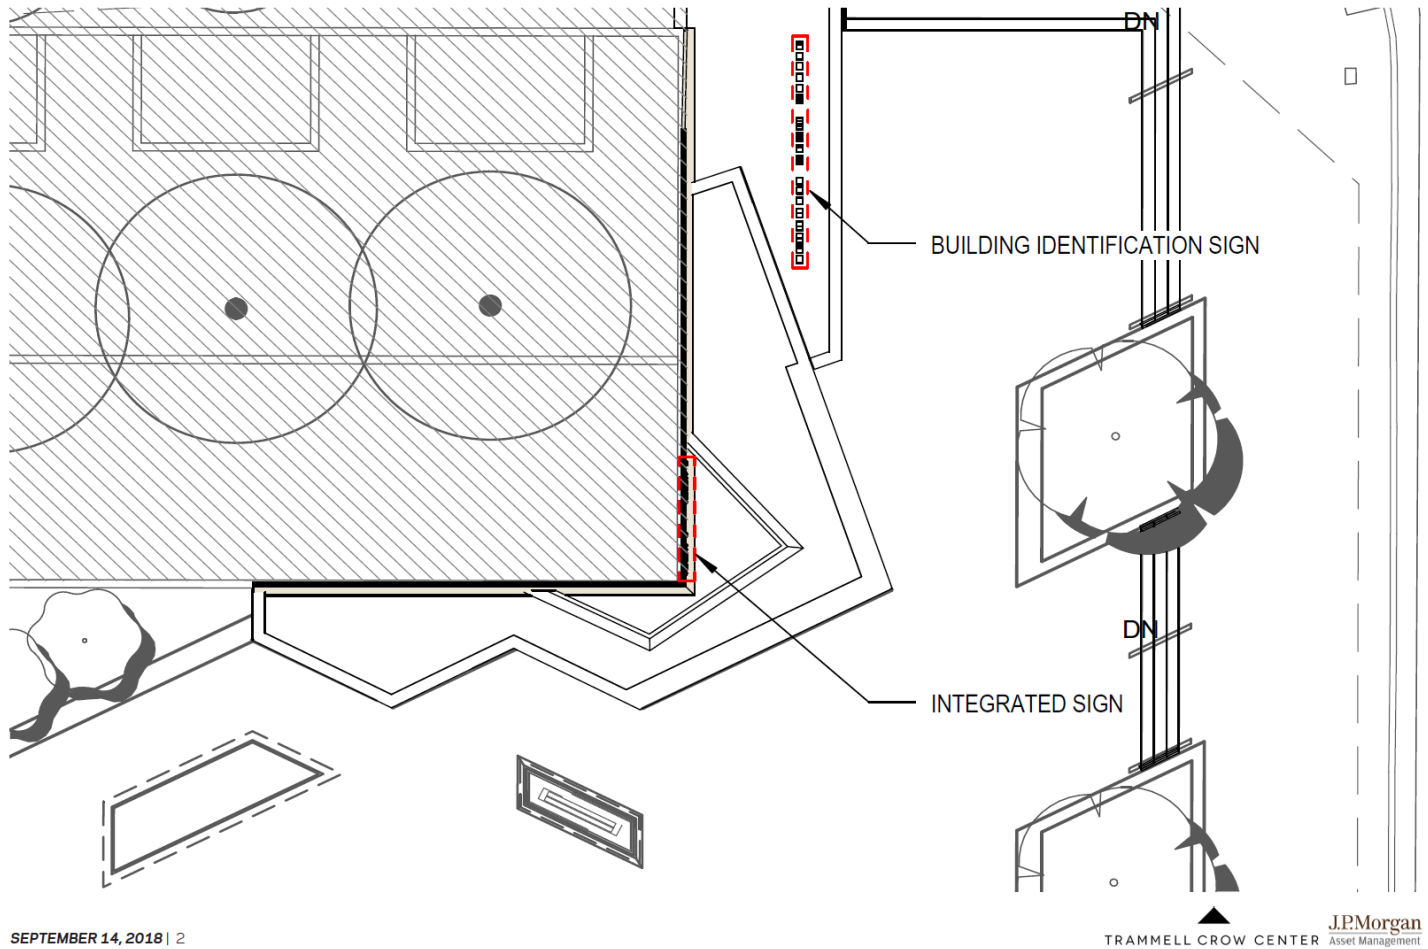 DN
BUILDING IDENTIFICATION SIGN
DN
INTEGRATED SIGN
SEPTEMBER 14, 2018 | 2
TRAMMELL CROW CENTER
J.P.Morgan
Asset Management